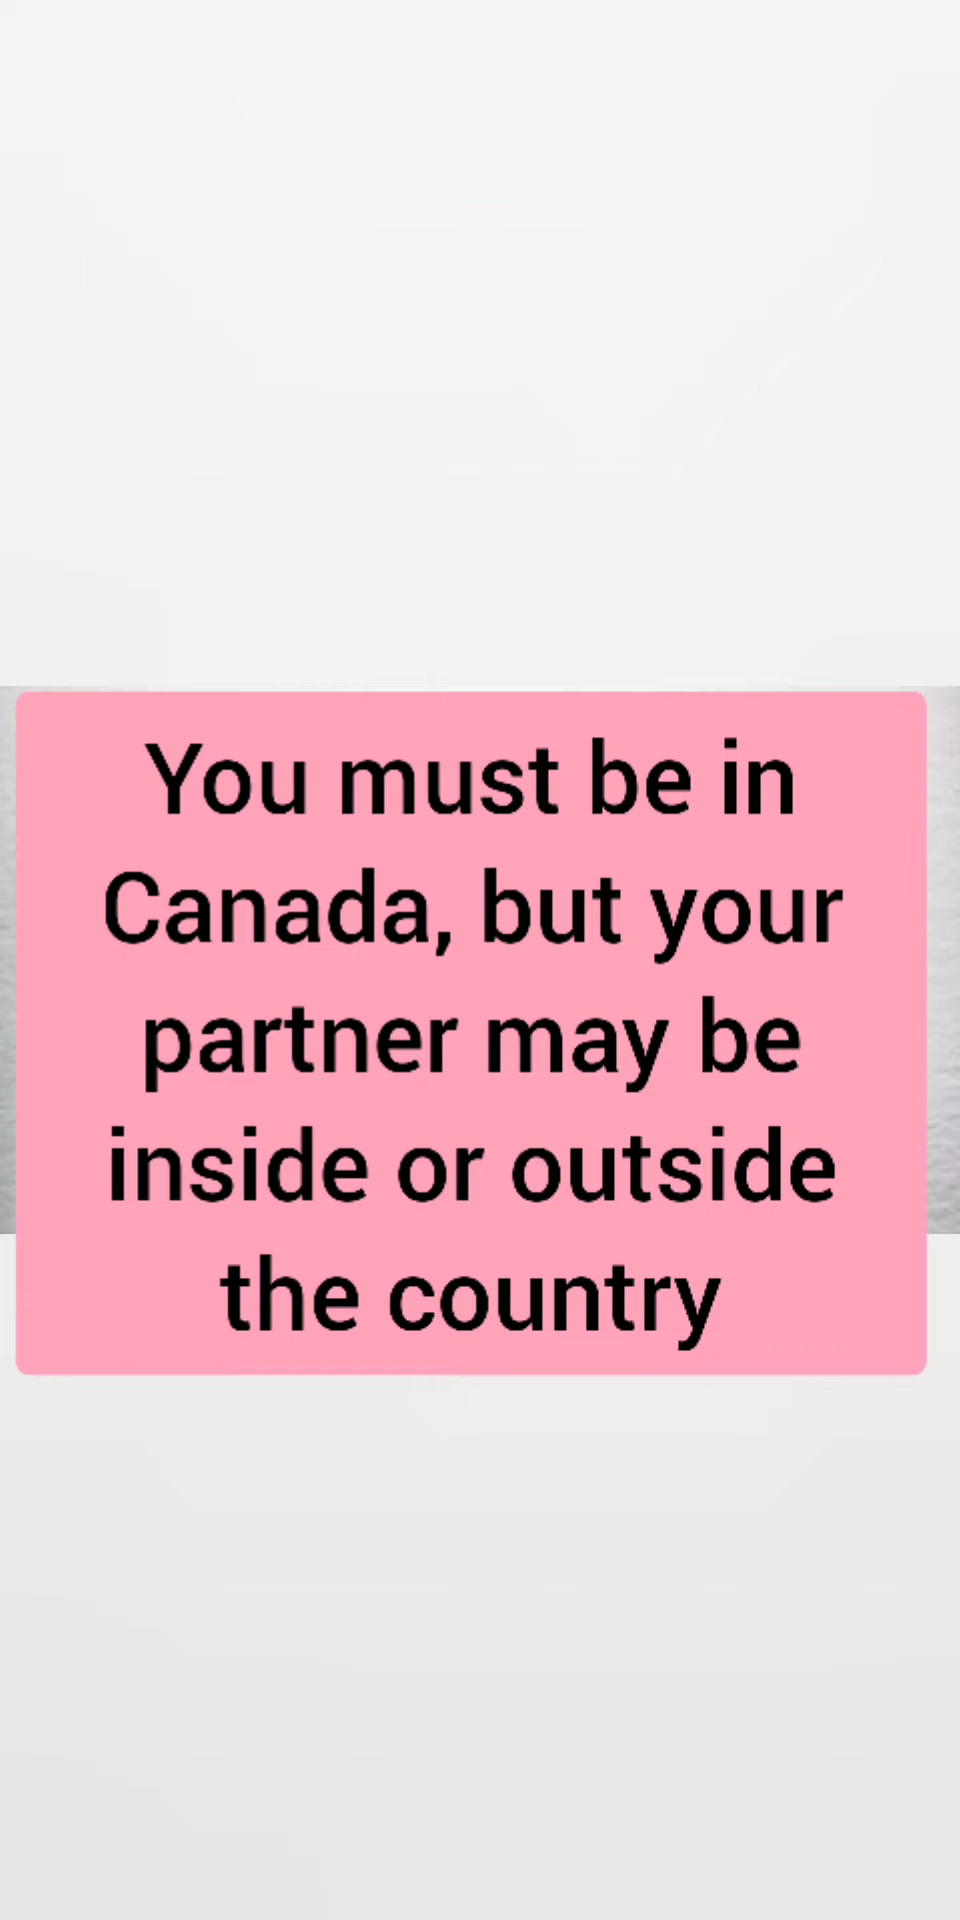 You must be in
Canada, but your
partner may be
inside or outside
the country